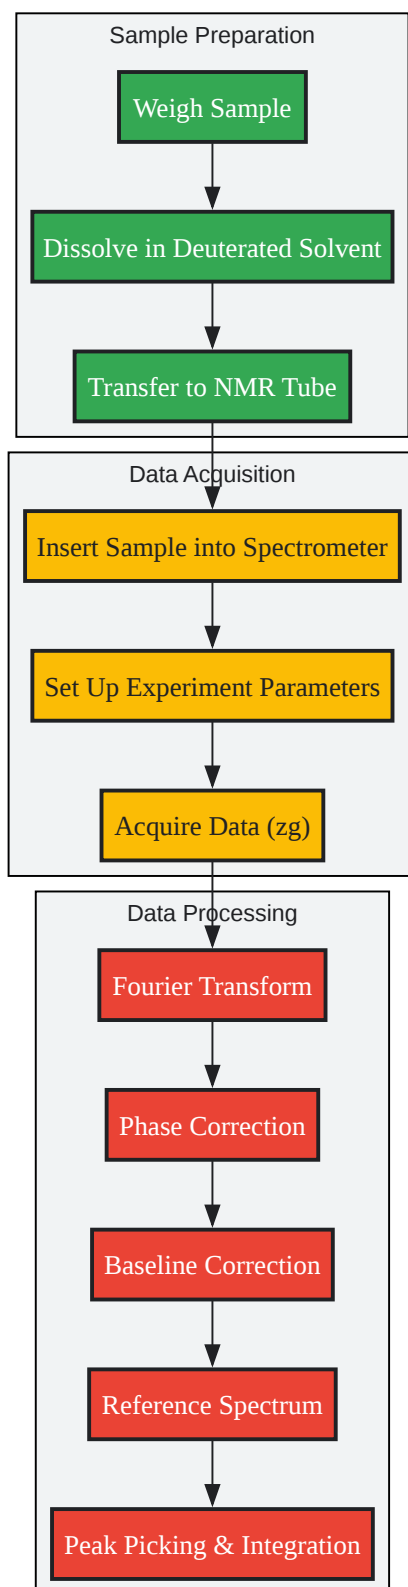 Sample Preparation
Weigh Sample
Dissolve in Deuterated Solvent
Transfer to NMR Tube
Data Acquisition
Insert Sample into Spectrometer
Set Up Experiment Parameters
Acquire Data (zg)
Data Processing
Fourier Transform
Phase Correction
Baseline Correction
Reference Spectrum
Peak Picking & Integration